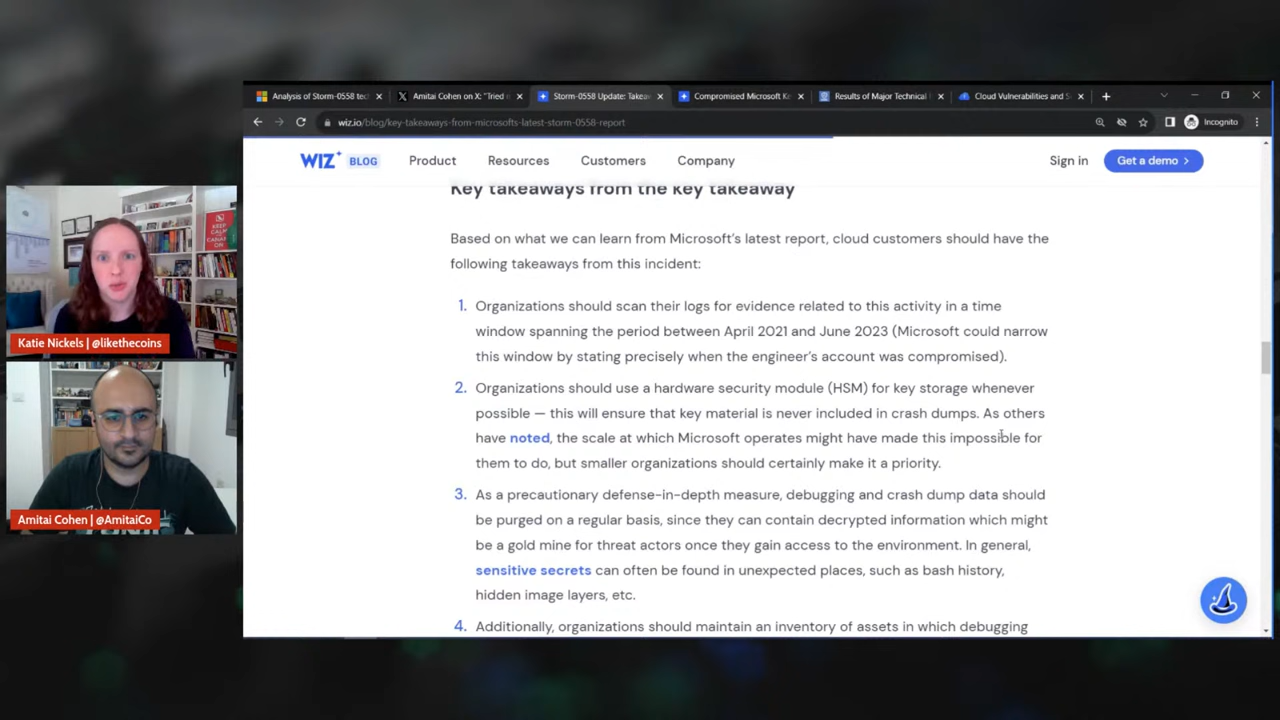 Analysis of Storm-0558 tec
Amitai Cohen on X: "Tried
Storm-0558 Update: Takea
Compromised Microsoft Ke
Results of Major Technical
Cloud Vulnerabilities and S
wiz.io/blog/key-takeaways-from-microsofts-latest-storm-0558-report
Incognito
WIZ BLOG
Product
Resources
Customers
Company
Sign in
Get a demo
Key takeaways from the key takeaway
Based on what we can learn from Microsoft's latest report, cloud customers should have the
following takeaways from this incident:
1. Organizations should scan their logs for evidence related to this activity in a time
window spanning the period between April 2021 and June 2023 (Microsoft could narrow
this window by stating precisely when the engineer's account was compromised).
2. Organizations should use a hardware security module (HSM) for key storage whenever
possible — this will ensure that key material is never included in crash dumps. As others
have noted, the scale at which Microsoft operates might have made this impossible for
them to do, but smaller organizations should certainly make it a priority.
3. As a precautionary defense-in-depth measure, debugging and crash dump data should
be purged on a regular basis, since they can contain decrypted information which might
be a gold mine for threat actors once they gain access to the environment. In general,
sensitive secrets can often be found in unexpected places, such as bash history,
hidden image layers, etc.
4. Additionally, organizations should maintain an inventory of assets in which debugging
KEEP
CALM
Katie Nickels | @likethecoins
Amitai Cohen | @AmitaiCo